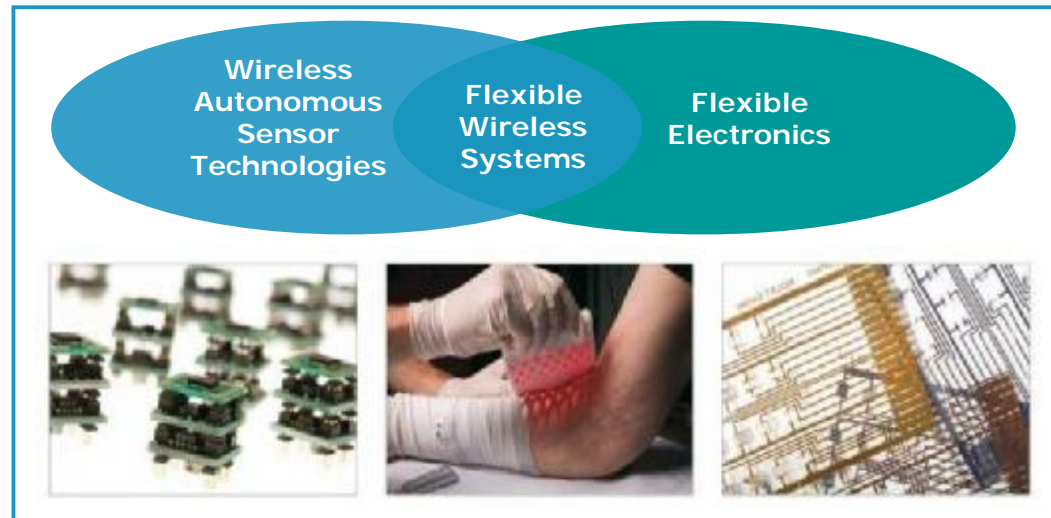 Wireless
Autonomous
Sensor
Technologies
Flexible
Wireless
Systems
Flexible
Electronics